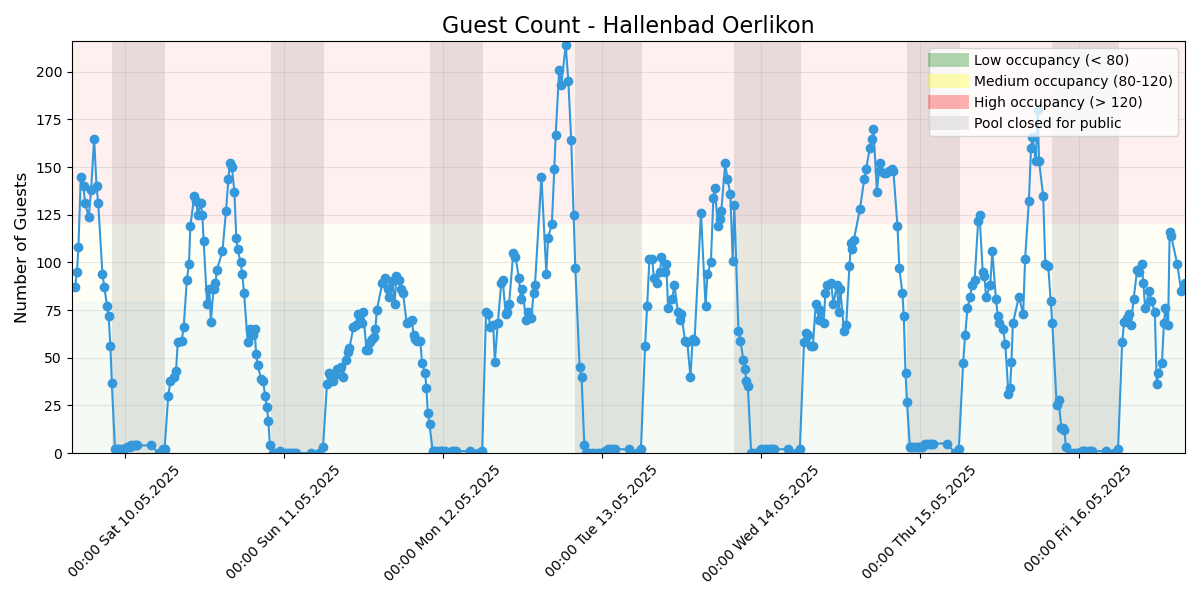 Guest Count - Hallenbad Oerlikon
Low occupancy (< 80)
Medium occupancy (80-120)
High occupancy (> 120)
Pool closed for public
Number of Guests
200
175
150
125
100
75
50
25
0
00:00 Sat 10.05.2025
00:00 Sun 11.05.2025
00:00 Mon 12.05.2025
00:00 Tue 13.05.2025
00:00 Wed 14.05.2025
00:00 Thu 15.05.2025
00:00 Fri 16.05.2025